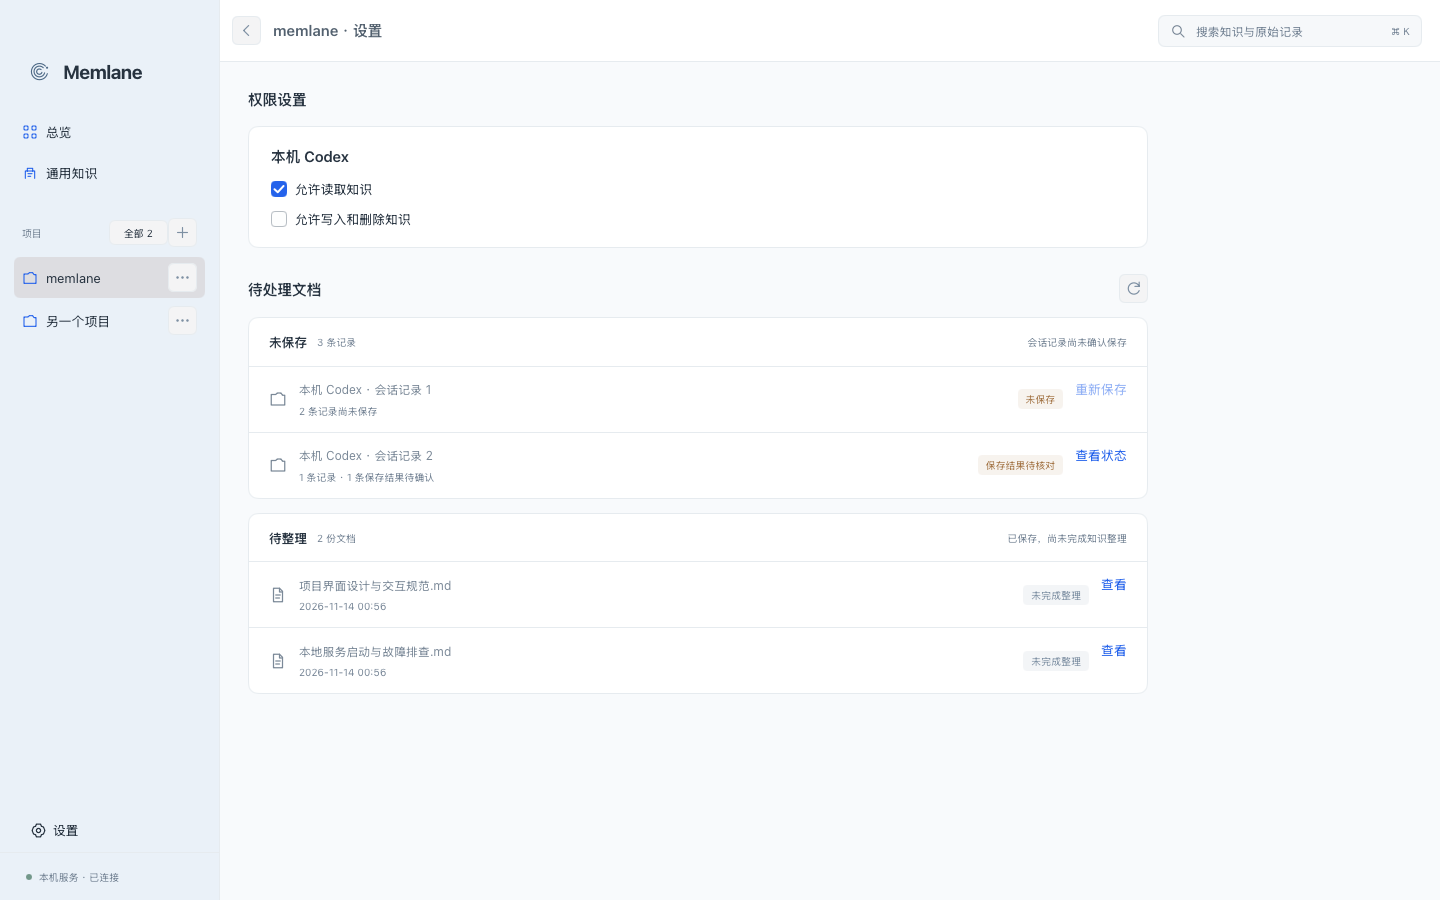 memlane · 设置
搜索知识与原始记录
⌘ K
Memlane
总览
通用知识
项目
全部 2
memlane
另一个项目
设置
本机服务 · 已连接
权限设置
本机 Codex
允许读取知识
允许写入和删除知识
待处理文档
未保存 3 条记录
会话记录尚未确认保存
本机 Codex · 会话记录 1
2 条记录尚未保存
未保存
重新保存
本机 Codex · 会话记录 2
1 条记录 · 1 条保存结果待确认
保存结果待核对
查看状态
待整理 2 份文档
已保存，尚未完成知识整理
项目界面设计与交互规范.md
2026-11-14 00:56
未完成整理
查看
本地服务启动与故障排查.md
2026-11-14 00:56
未完成整理
查看